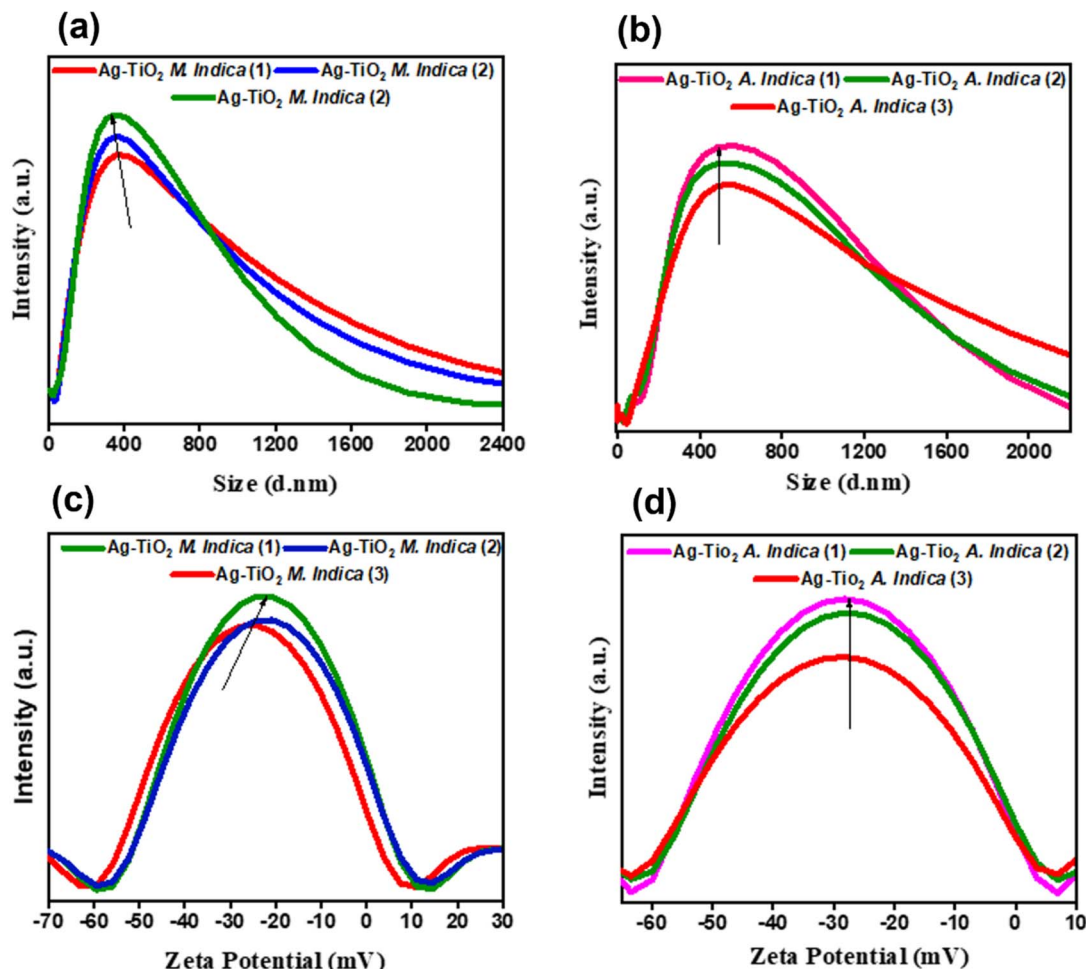 (a)
Ag-TiO₂ M. Indica (1) Ag-TiO₂ M. Indica (2)
Ag-TiO₂ M. Indica (2)
Intensity (a.u.)
0 400 800 1200 1600 2000 2400
Size (d.nm)
(b)
Ag-TiO₂ A. Indica (1) Ag-TiO₂ A. Indica (2)
Ag-TiO₂ A. Indica (3)
Intensity (a.u.)
0 400 800 1200 1600 2000
Size (d.nm)
(c)
Ag-TiO₂ M. Indica (1) Ag-TiO₂ M. Indica (2)
Ag-TiO₂ M. Indica (3)
Intensity (a.u.)
-70 -60 -50 -40 -30 -20 -10 0 10 20 30
Zeta Potential (mV)
(d)
Ag-Tio₂ A. Indica (1) Ag-Tio₂ A. Indica (2)
Ag-Tio₂ A. Indica (3)
Intensity (a.u.)
-60 -50 -40 -30 -20 -10 0 10
Zeta Potential (mV)